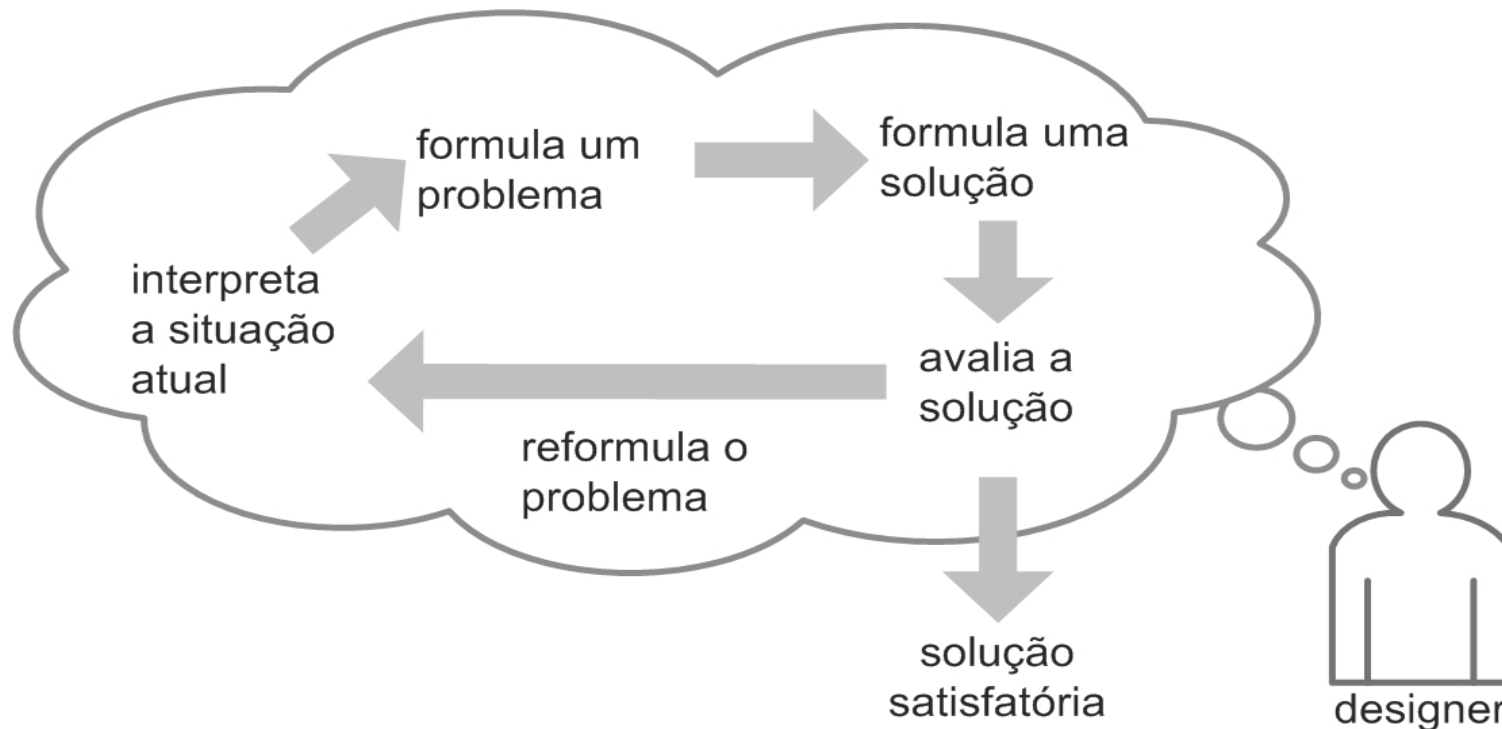 formula um
problema
formula uma
solução
interpreta
a situação
atual
avalia a
solução
reformula o
problema
solução
satisfatória
designer